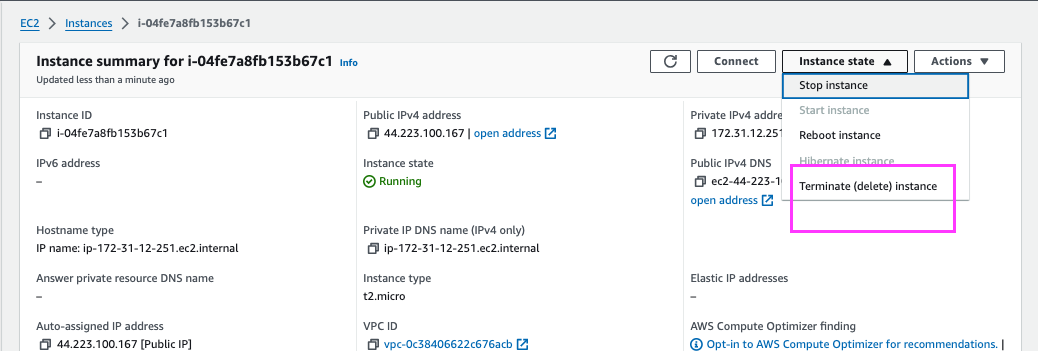 EC2 > Instances > i-04fe7a8fb153b67c1
Instance summary for i-04fe7a8fb153b67c1 Info
Updated less than a minute ago
Connect
Instance state ▲
Actions ▼
Stop instance
Start instance
Reboot instance
Hibernate instance
Terminate (delete) instance
Instance ID
i-04fe7a8fb153b67c1
Public IPv4 address
44.223.100.167 | open address
Private IPv4 addr
172.31.12.251
IPv6 address
–
Instance state
Running
Public IPv4 DNS
ec2-44-223-1
open address
Hostname type
IP name: ip-172-31-12-251.ec2.internal
Private IP DNS name (IPv4 only)
ip-172-31-12-251.ec2.internal
Answer private resource DNS name
–
Instance type
t2.micro
Elastic IP addresses
–
Auto-assigned IP address
44.223.100.167 [Public IP]
VPC ID
vpc-0c38406622c676acb
AWS Compute Optimizer finding
Opt-in to AWS Compute Optimizer for recommendations. |